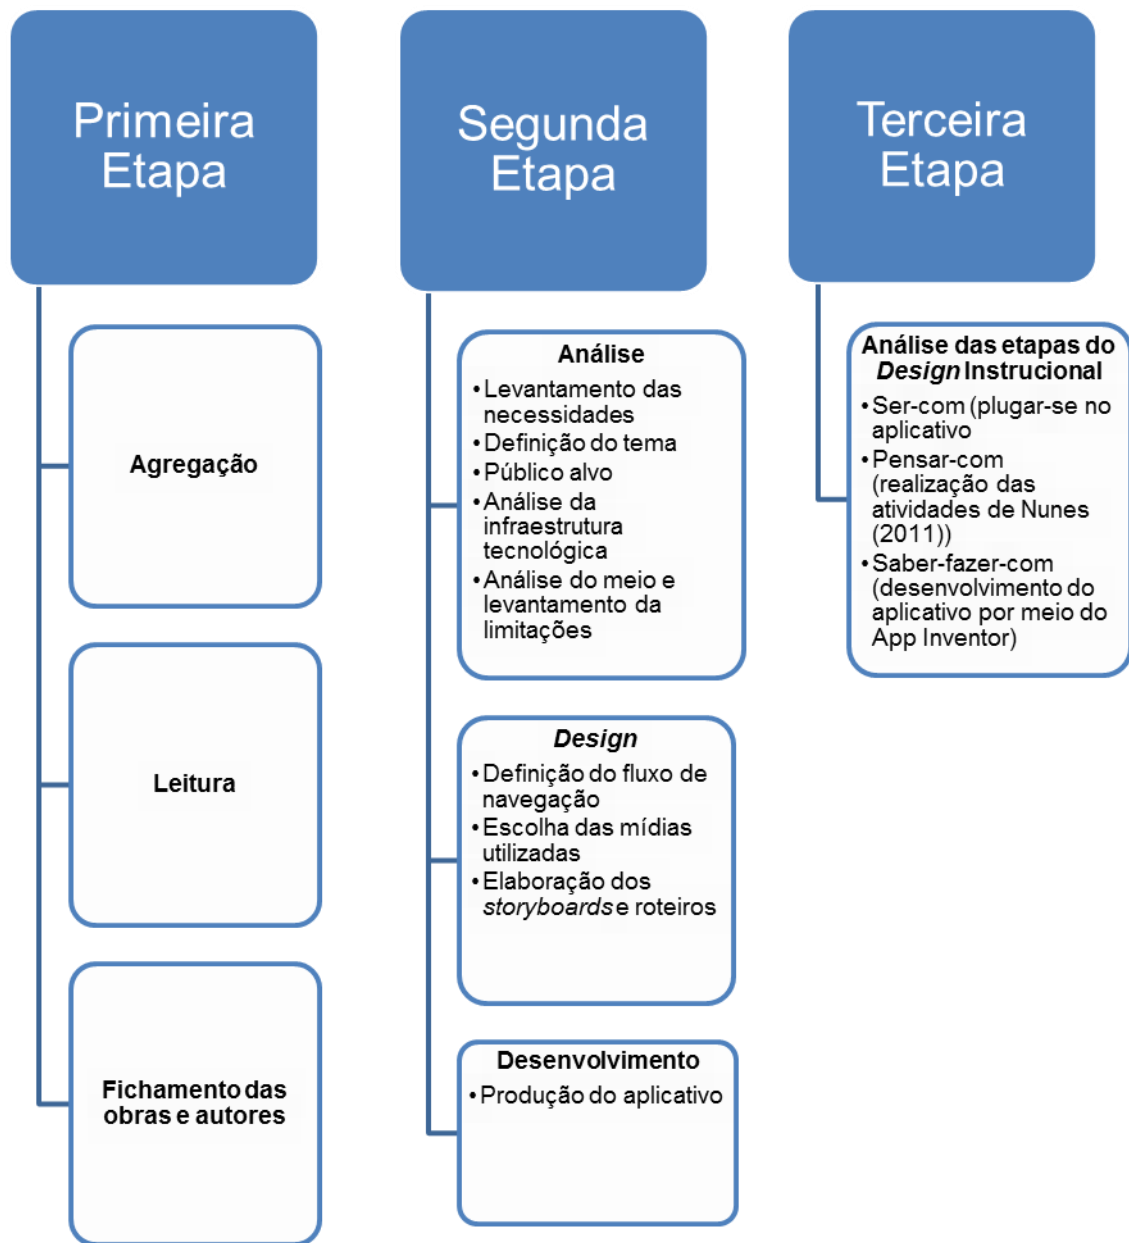 Primeira
Etapa
Agregação
Leitura
Fichamento das
obras e autores
Segunda
Etapa
Análise
•Levantamento das
necessidades
•Definição do tema
•Público alvo
•Análise da
infraestrutura
tecnológica
•Análise do meio e
levantamento da
limitações
Design
•Definição do fluxo de
navegação
•Escolha das mídias
utilizadas
•Elaboração dos
storyboards e roteiros
Desenvolvimento
•Produção do aplicativo
Terceira
Etapa
Análise das etapas do
Design Instrucional
•Ser-com (plugar-se no
aplicativo
•Pensar-com
(realização das
atividades de Nunes
(2011))
•Saber-fazer-com
(desenvolvimento do
aplicativo por meio do
App Inventor)